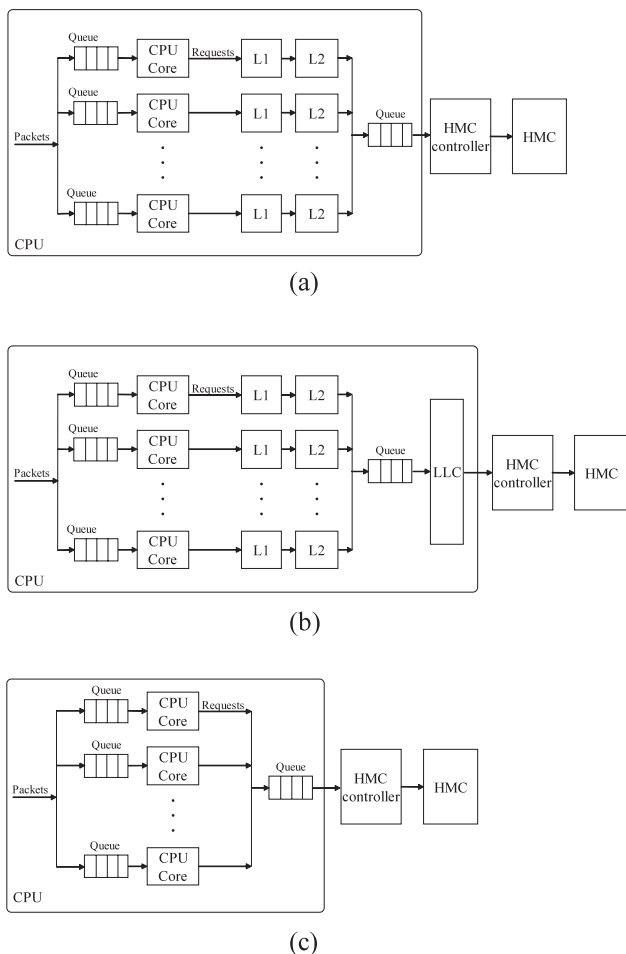 Queue
CPU Core
Requests
L1
L2
Queue
CPU Core
L1
L2
Queue
HMC controller
HMC
Packets
Queue
CPU Core
L1
L2
CPU
(a)
Queue
CPU Core
Requests
L1
L2
Queue
CPU Core
L1
L2
Queue
LLC
HMC controller
HMC
Packets
Queue
CPU Core
L1
L2
CPU
(b)
Queue
CPU Core
Requests
Queue
CPU Core
Queue
HMC controller
HMC
Packets
Queue
CPU Core
CPU
(c)